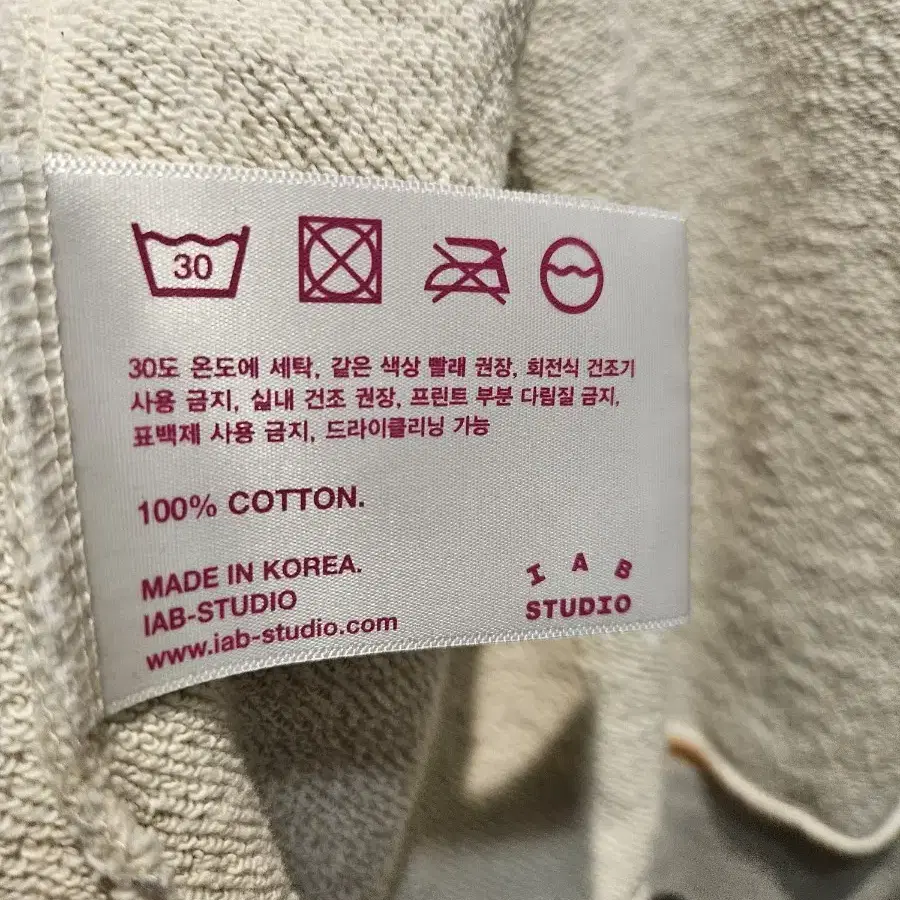 30
30도 온도에 세탁, 같은 색상 빨래 권장, 회전식 건조기
사용 금지, 실내 건조 권장, 프린트 부분 다림질 금지,
표백제 사용 금지, 드라이클리닝 가능
100% COTTON.
MADE IN KOREA.
IAB-STUDIO
www.iab-studio.com
I A B
STUDIO